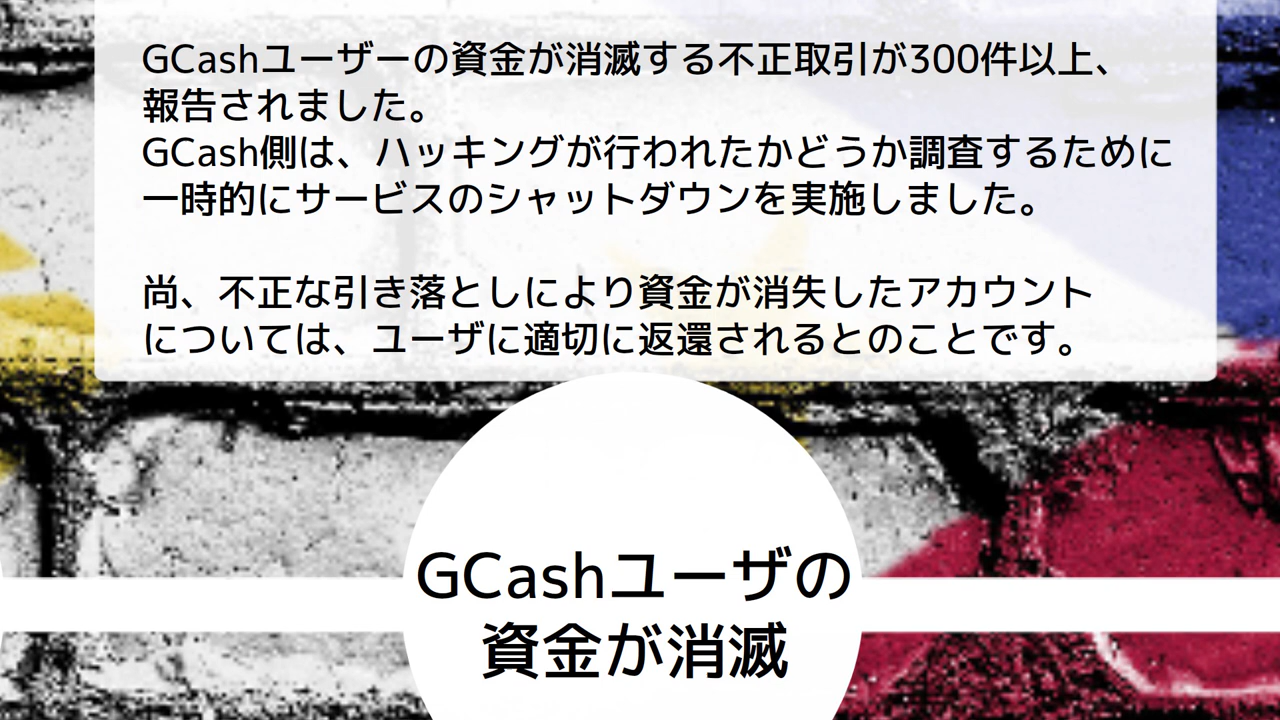 GCashユーザーの資金が消滅する不正取引が300件以上、
報告されました。
GCash側は、ハッキングが行われたかどうか調査するために
一時的にサービスのシャットダウンを実施しました。
尚、不正な引き落としにより資金が消失したアカウント
については、ユーザに適切に返還されるとのことです。
GCashユーザの
資金が消滅